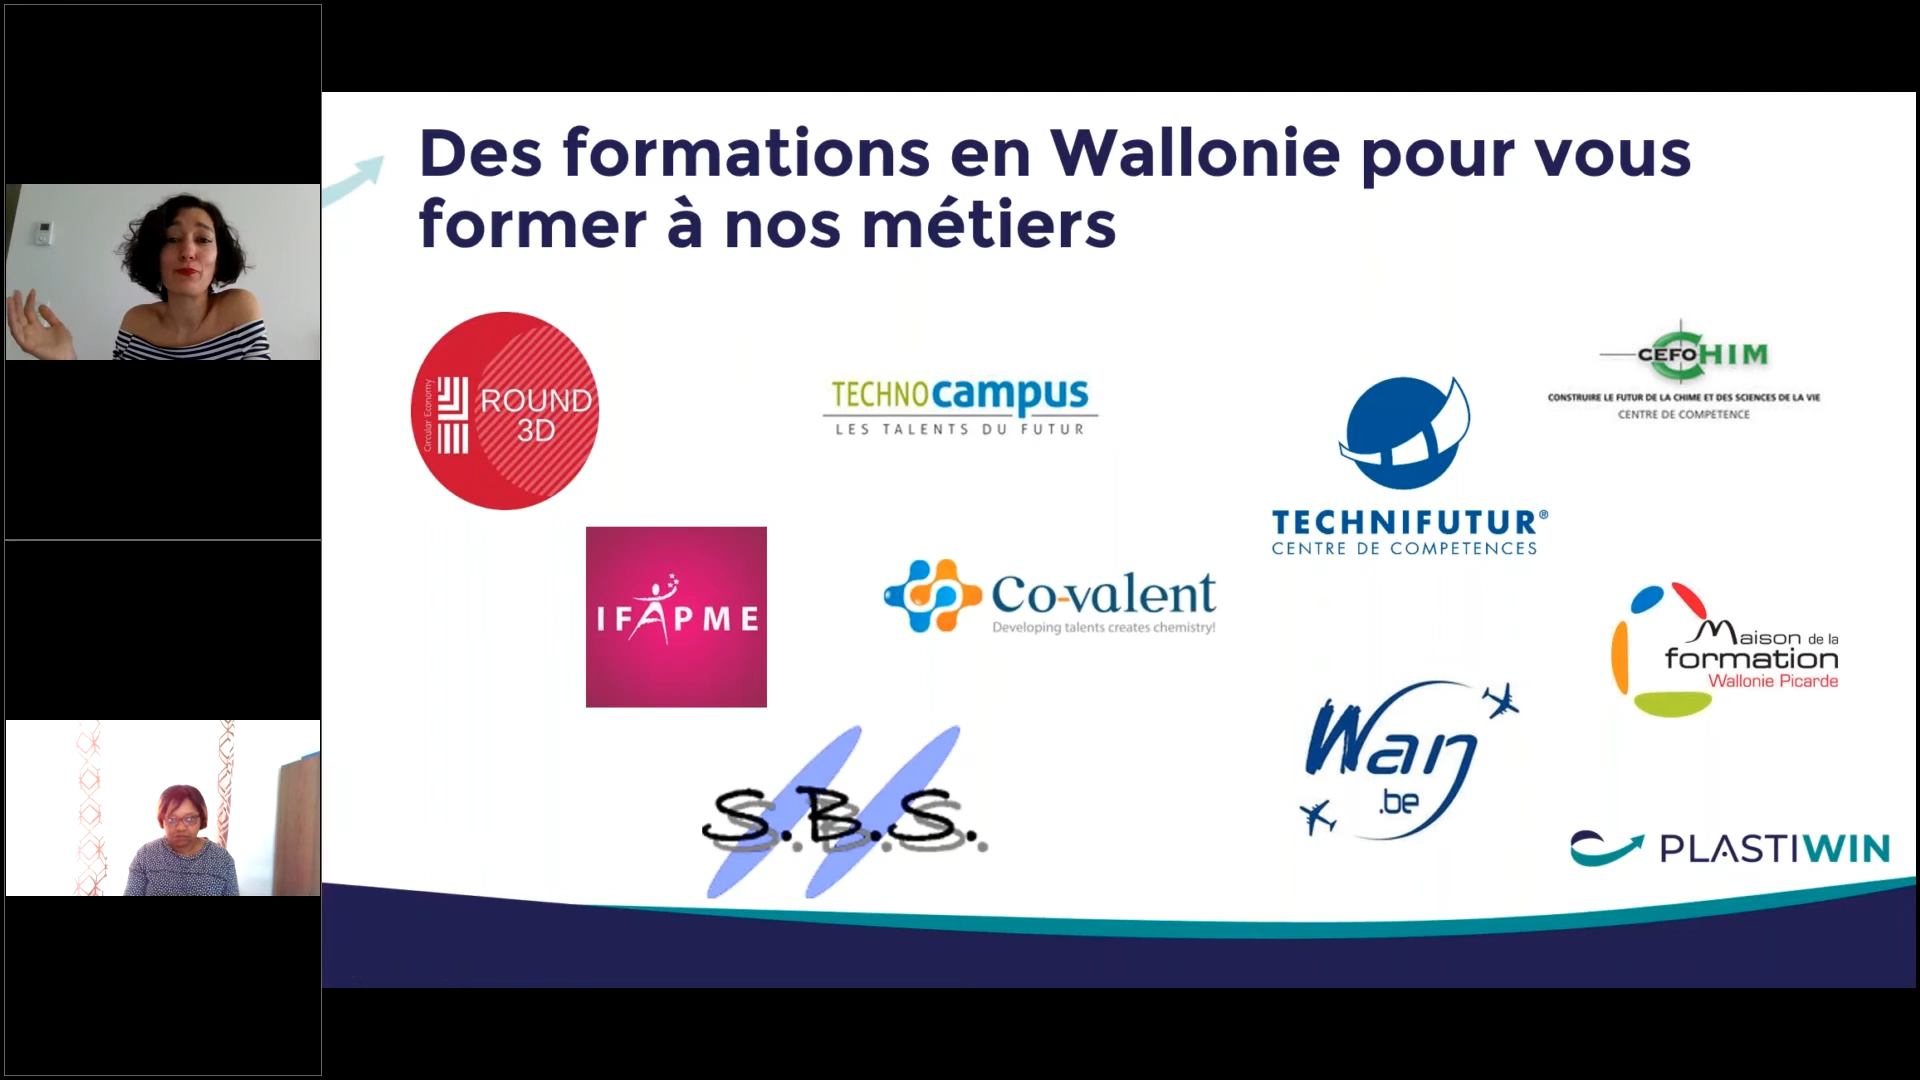 Des formations en Wallonie pour vous
former à nos métiers
Circular Economy
ROUND
3D
TECHNOcampus
LES TALENTS DU FUTUR
CEFOCHIM
CONSTRUIRE LE FUTUR DE LA CHIMIE ET DES SCIENCES DE LA VIE
CENTRE DE COMPETENCE
TECHNIFUTUR®
CENTRE DE COMPETENCES
IFAPME
Co-valent
Developing talents creates chemistry!
Maison de la
formation
Wallonie Picarde
Wan
.be
S.B.S.
PLASTIWIN